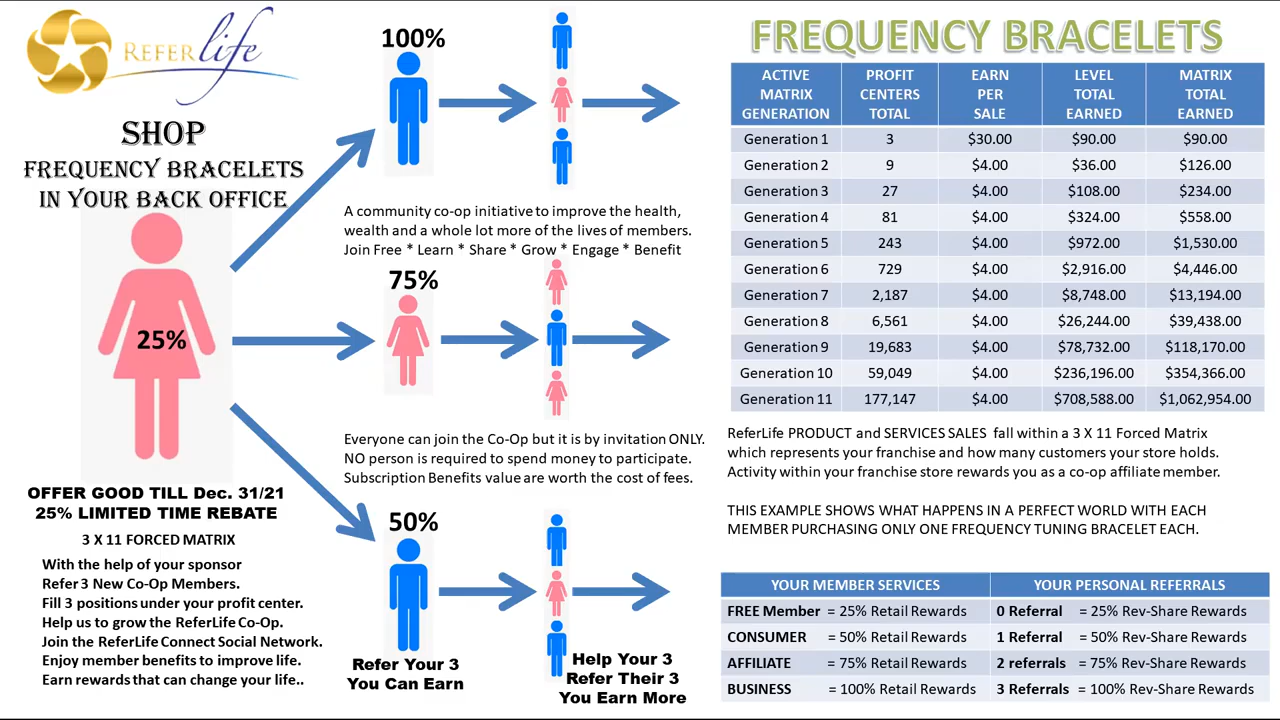 REFER life
SHOP
FREQUENCY BRACELETS
IN YOUR BACK OFFICE
25%
OFFER GOOD TILL Dec. 31/21
25% LIMITED TIME REBATE
3 X 11 FORCED MATRIX
With the help of your sponsor
Refer 3 New Co-Op Members.
Fill 3 positions under your profit center.
Help us to grow the ReferLife Co-Op.
Join the ReferLife Connect Social Network.
Enjoy member benefits to improve life.
Earn rewards that can change your life..
100%
A community co-op initiative to improve the health,
wealth and a whole lot more of the lives of members.
Join Free * Learn * Share * Grow * Engage * Benefit
75%
Everyone can join the Co-Op but it is by invitation ONLY.
NO person is required to spend money to participate.
Subscription Benefits value are worth the cost of fees.
50%
Refer Your 3
You Can Earn
Help Your 3
Refer Their 3
You Earn More
FREQUENCY BRACELETS
ACTIVE MATRIX GENERATION PROFIT CENTERS TOTAL EARN PER SALE LEVEL TOTAL EARNED MATRIX TOTAL EARNED
Generation 1 3 $30.00 $90.00 $90.00
Generation 2 9 $4.00 $36.00 $126.00
Generation 3 27 $4.00 $108.00 $234.00
Generation 4 81 $4.00 $324.00 $558.00
Generation 5 243 $4.00 $972.00 $1,530.00
Generation 6 729 $4.00 $2,916.00 $4,446.00
Generation 7 2,187 $4.00 $8,748.00 $13,194.00
Generation 8 6,561 $4.00 $26,244.00 $39,438.00
Generation 9 19,683 $4.00 $78,732.00 $118,170.00
Generation 10 59,049 $4.00 $236,196.00 $354,366.00
Generation 11 177,147 $4.00 $708,588.00 $1,062,954.00
ReferLife PRODUCT and SERVICES SALES fall within a 3 X 11 Forced Matrix
which represents your franchise and how many customers your store holds.
Activity within your franchise store rewards you as a co-op affiliate member.
THIS EXAMPLE SHOWS WHAT HAPPENS IN A PERFECT WORLD WITH EACH
MEMBER PURCHASING ONLY ONE FREQUENCY TUNING BRACELET EACH.
YOUR MEMBER SERVICES YOUR PERSONAL REFERRALS
FREE Member = 25% Retail Rewards 0 Referral = 25% Rev-Share Rewards
CONSUMER = 50% Retail Rewards 1 Referral = 50% Rev-Share Rewards
AFFILIATE = 75% Retail Rewards 2 referrals = 75% Rev-Share Rewards
BUSINESS = 100% Retail Rewards 3 Referrals = 100% Rev-Share Rewards